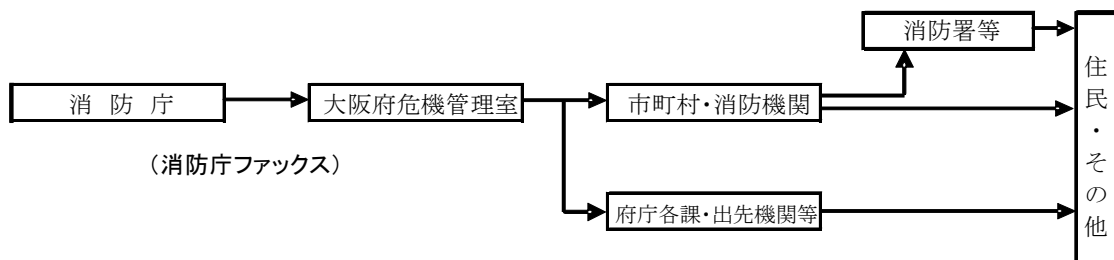 消防署等
消 防 庁
大阪府危機管理室
市町村・消防機関
(消防庁ファックス)
府庁各課・出先機関等
住民・その他